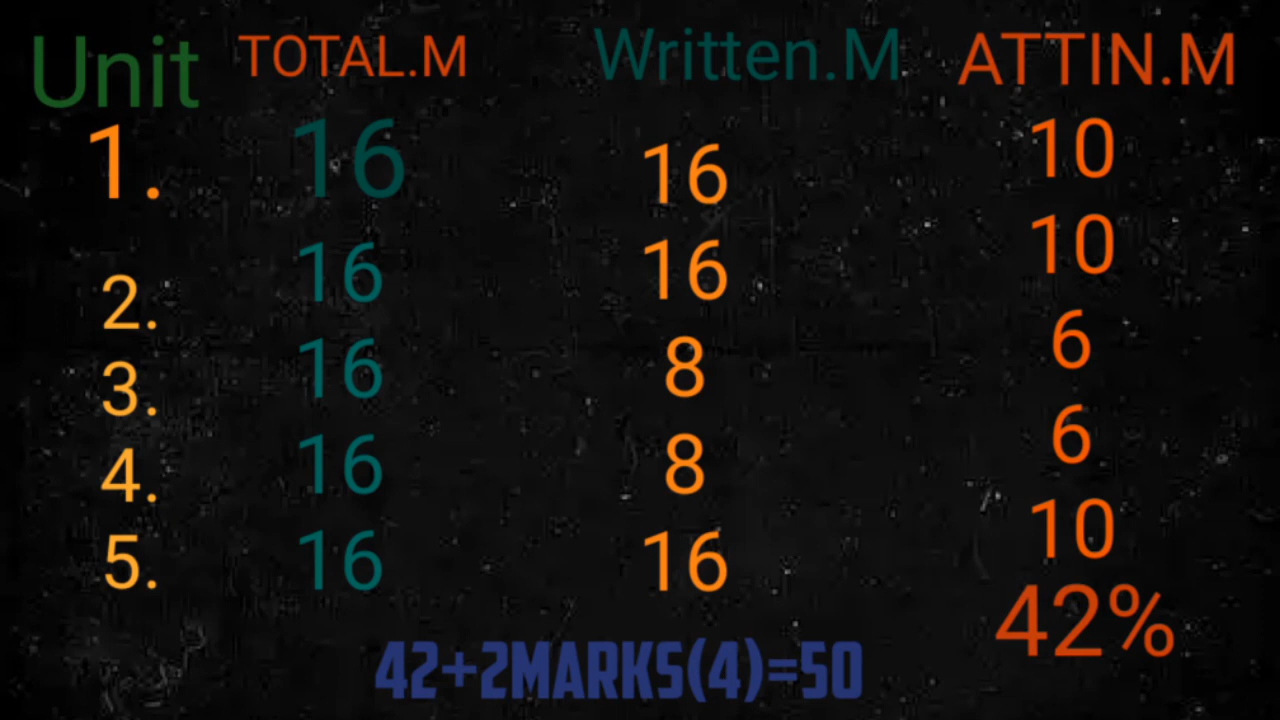 Unit TOTAL.M Written.M ATTIN.M
1. 16 16 10
2. 16 16 10
3. 16 8 6
4. 16 8 6
5. 16 16 10
42%
42+2MARKS(4)=50